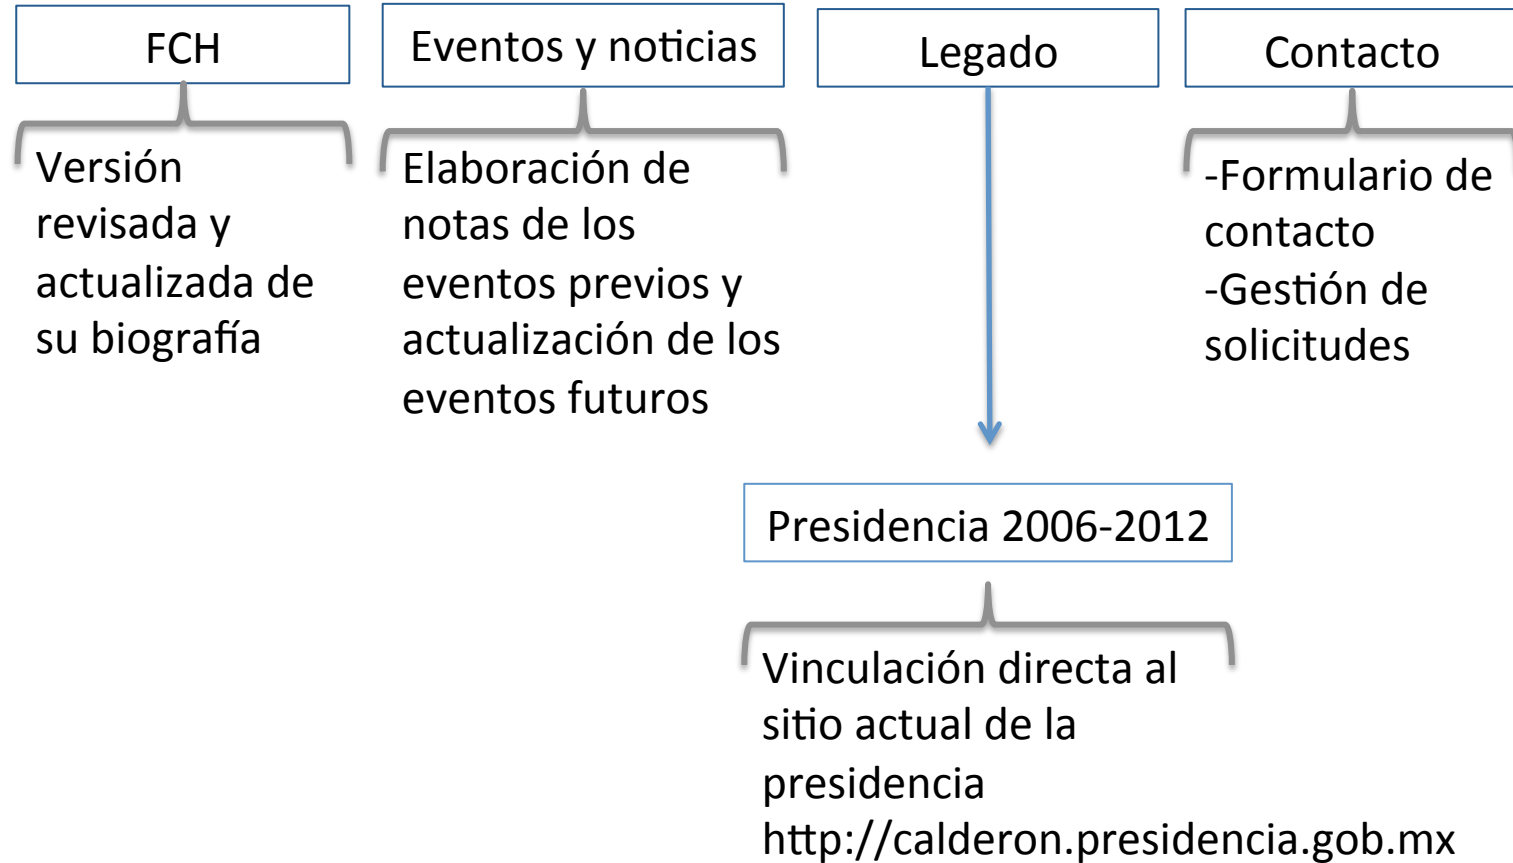 FCH
Eventos y noticias
Legado
Contacto
Versión
revisada y
actualizada de
su biografía
Elaboración de
notas de los
eventos previos y
actualización de los
eventos futuros
-Formulario de
contacto
-Gestión de
solicitudes
Presidencia 2006-2012
Vinculación directa al
sitio actual de la
presidencia
http://calderon.presidencia.gob.mx